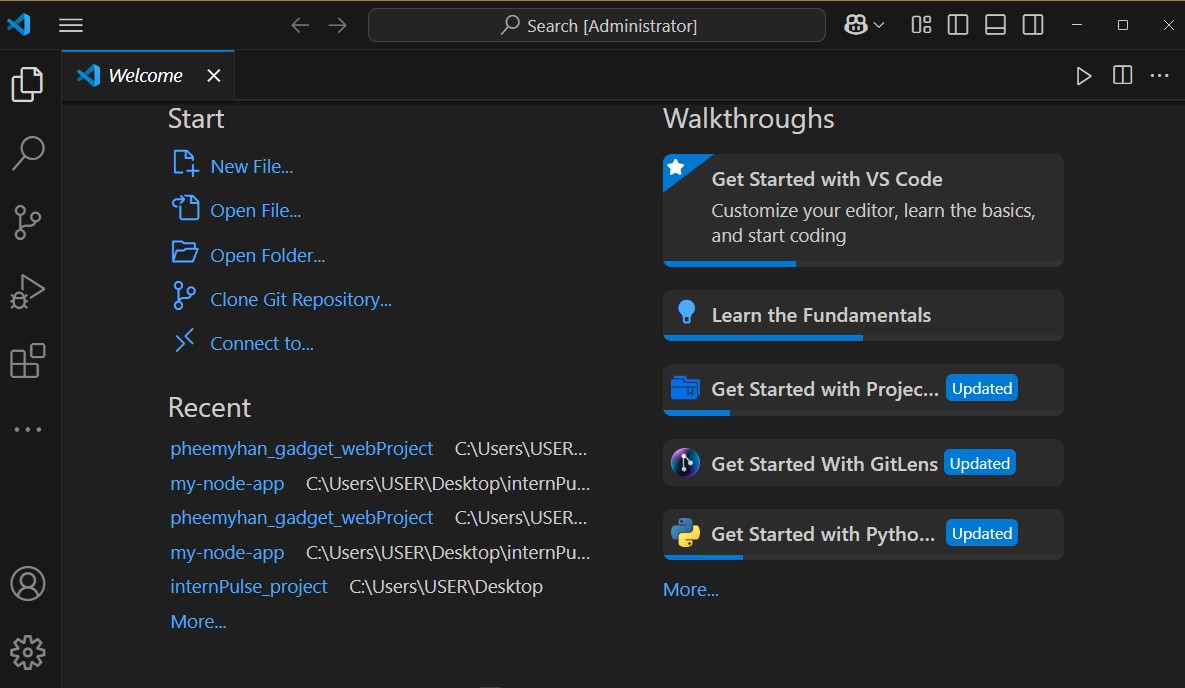 Search [Administrator]
Welcome
Start
New File...
Open File...
Open Folder...
Clone Git Repository...
Connect to...
Recent
pheemyhan_gadget_webProject C:\Users\USER...
my-node-app C:\Users\USER\Desktop\internPu...
pheemyhan_gadget_webProject C:\Users\USER...
my-node-app C:\Users\USER\Desktop\internPu...
internPulse_project C:\Users\USER\Desktop
More...
Walkthroughs
Get Started with VS Code
Customize your editor, learn the basics,
and start coding
Learn the Fundamentals
Get Started with Projec... Updated
Get Started With GitLens Updated
Get Started with Pytho... Updated
More...